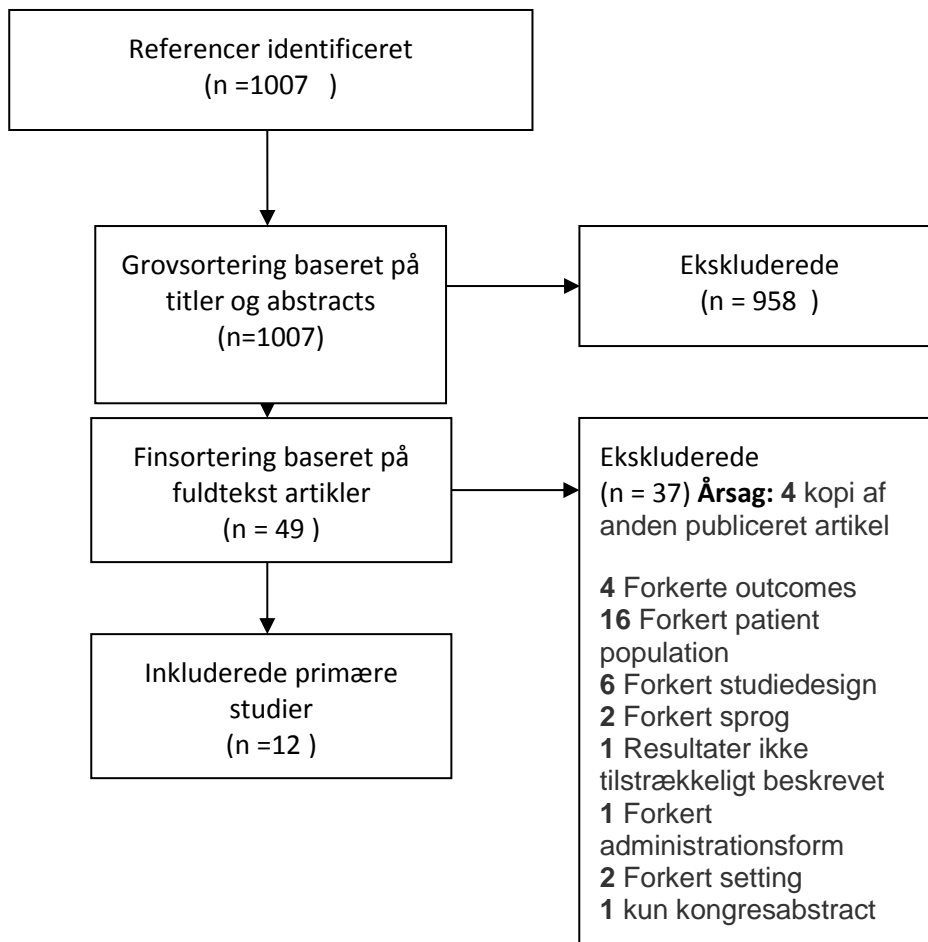 Referencer identificeret
(n =1007   )
Grovsortering baseret på
titler og abstracts
(n=1007)
Ekskluderede
(n = 958  )
Finsortering baseret på
fuldtekst artikler
(n = 49 )
Ekskluderede
(n = 37) Årsag: 4 kopi af
anden publiceret artikel
4 Forkerte outcomes
16 Forkert patient
population
6 Forkert studiedesign
2 Forkert sprog
1 Resultater ikke
tilstrækkeligt beskrevet
1 Forkert
administrationsform
2 Forkert setting
1 kun kongresabstract
Inkluderede primære
studier
(n =12 )